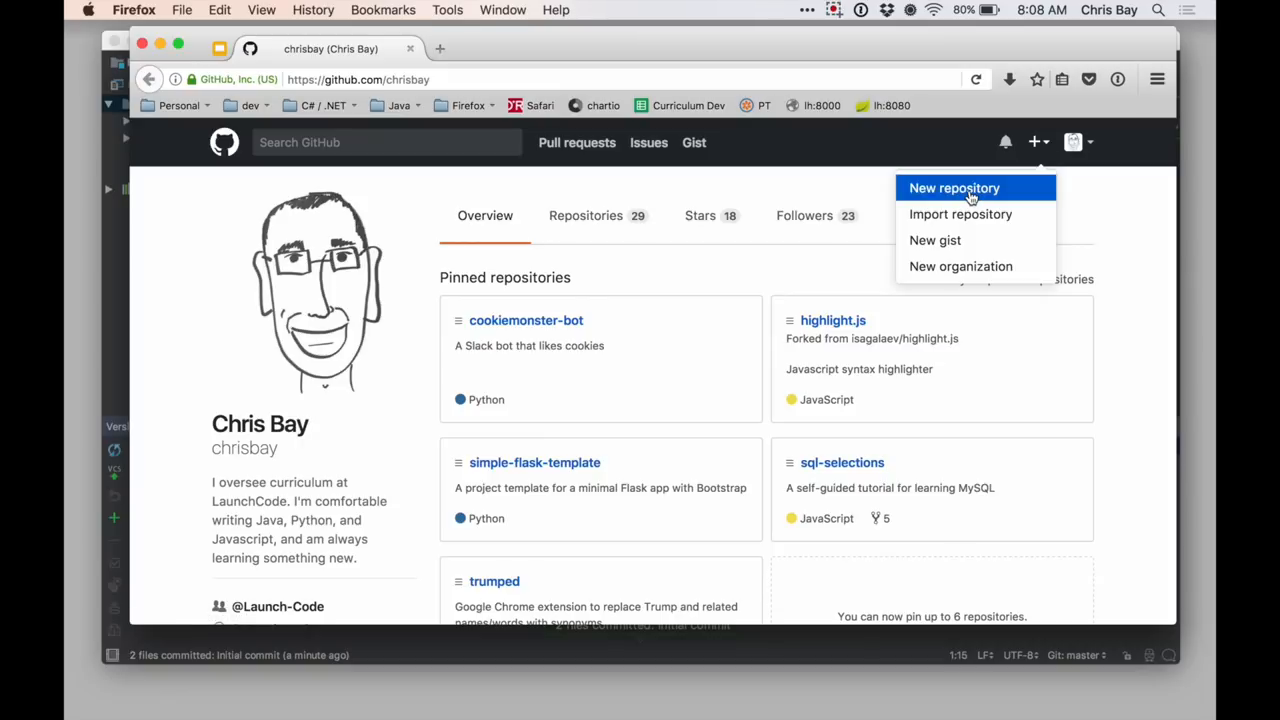 Firefox File Edit View History Bookmarks Tools Window Help 80% 8:08 AM Chris Bay
chrisbay (Chris Bay)
GitHub, Inc. (US) https://github.com/chrisbay
Personal dev C# / .NET Java Firefox Safari chartio Curriculum Dev PT lh:8000 lh:8080
Search GitHub Pull requests Issues Gist
New repository
Import repository
New gist
New organization
Overview Repositories 29 Stars 18 Followers 23
Pinned repositories
cookiemonster-bot
A Slack bot that likes cookies
Python
highlight.js
Forked from isagalaev/highlight.js
Javascript syntax highlighter
JavaScript
simple-flask-template
A project template for a minimal Flask app with Bootstrap
Python
sql-selections
A self-guided tutorial for learning MySQL
JavaScript 5
trumped
Google Chrome extension to replace Trump and related
names/words with synonyms.
You can now pin up to 6 repositories.
Chris Bay
chrisbay
I oversee curriculum at
LaunchCode. I'm comfortable
writing Java, Python, and
Javascript, and am always
learning something new.
@Launch-Code
Versi
VCS
2 files committed: Initial commit (a minute ago) 1:15 LF÷ UTF-8÷ Git: master÷